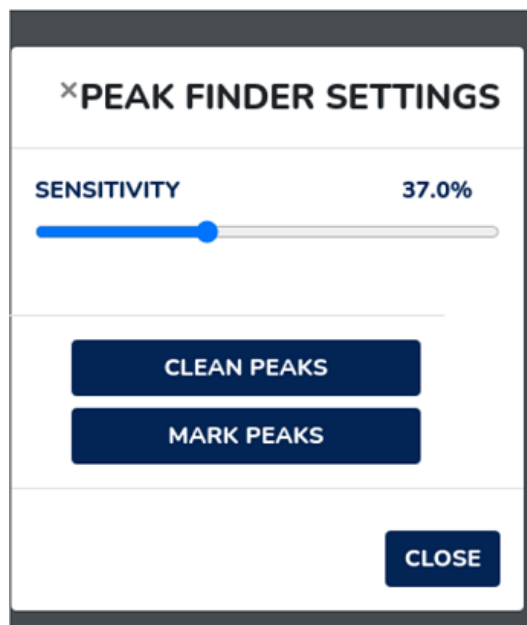 ×PEAK FINDER SETTINGS
SENSITIVITY 37.0%
CLEAN PEAKS
MARK PEAKS
CLOSE